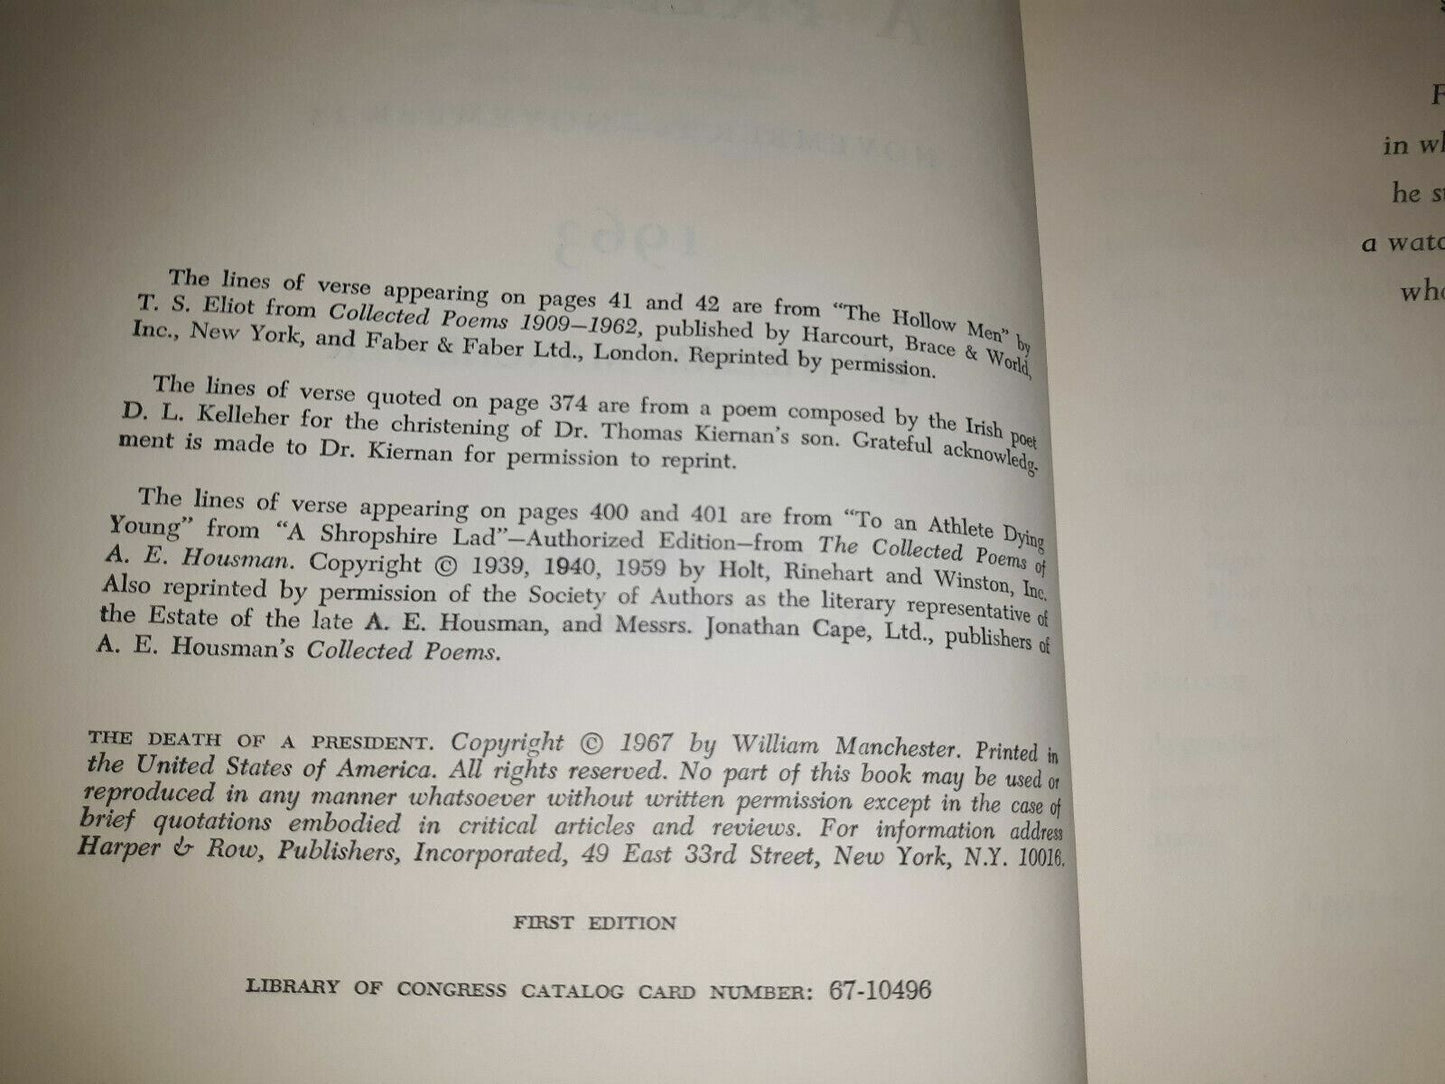 The lines of verse appearing on pages 41 and 42 are from "The Hollow Men" by
T. S. Eliot from Collected Poems 1909–1962, published by Harcourt, Brace & World,
Inc., New York, and Faber & Faber Ltd., London. Reprinted by permission.
The lines of verse quoted on page 374 are from a poem composed by the Irish poet
D. L. Kelleher for the christening of Dr. Thomas Kiernan's son. Grateful acknowledg-
ment is made to Dr. Kiernan for permission to reprint.
The lines of verse appearing on pages 400 and 401 are from "To an Athlete Dying
Young" from "A Shropshire Lad"—Authorized Edition—from The Collected Poems of
A. E. Housman. Copyright © 1939, 1940, 1959 by Holt, Rinehart and Winston, Inc.
Also reprinted by permission of the Society of Authors as the literary representative of
the Estate of the late A. E. Housman, and Messrs. Jonathan Cape, Ltd., publishers of
A. E. Housman's Collected Poems.
THE DEATH OF A PRESIDENT. Copyright © 1967 by William Manchester. Printed in
the United States of America. All rights reserved. No part of this book may be used or
reproduced in any manner whatsoever without written permission except in the case of
brief quotations embodied in critical articles and reviews. For information address
Harper & Row, Publishers, Incorporated, 49 East 33rd Street, New York, N.Y. 10016.
FIRST EDITION
LIBRARY OF CONGRESS CATALOG CARD NUMBER: 67-10496
in
he
a